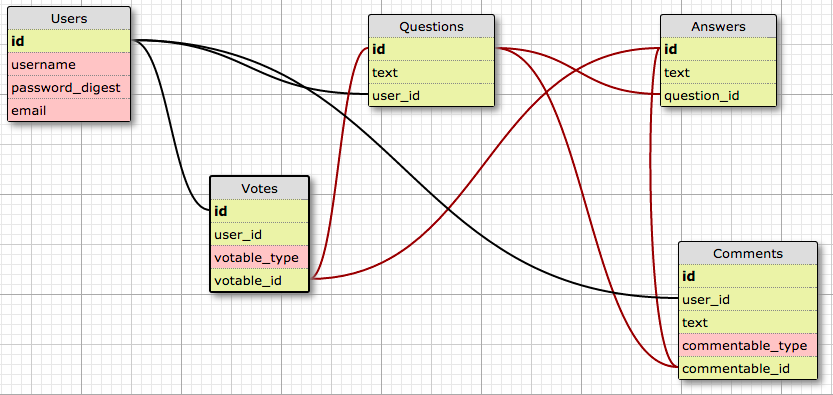 Users
id
username
password_digest
email
Questions
id
text
user_id
Answers
id
text
question_id
Votes
id
user_id
votable_type
votable_id
Comments
id
user_id
text
commentable_type
commentable_id